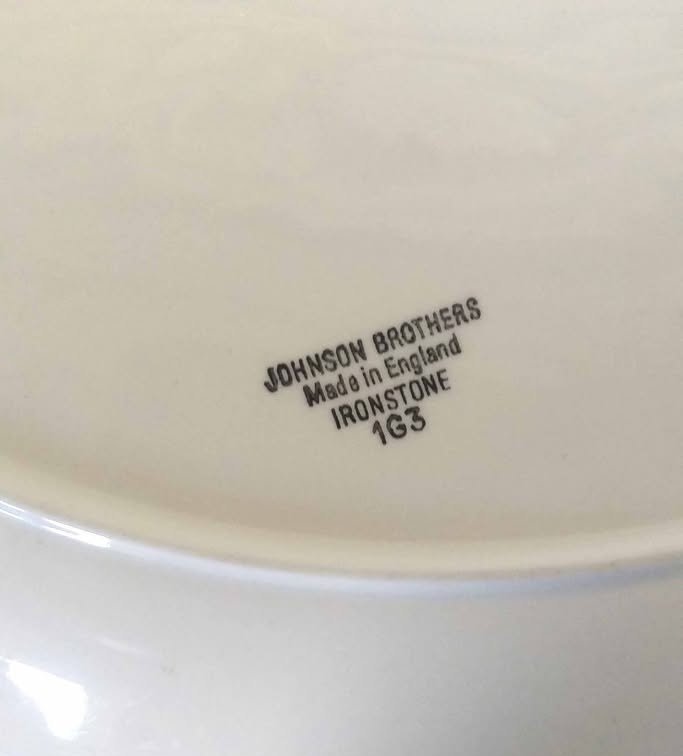 JOHNSON BROTHERS
Made in England
IRONSTONE
1G3